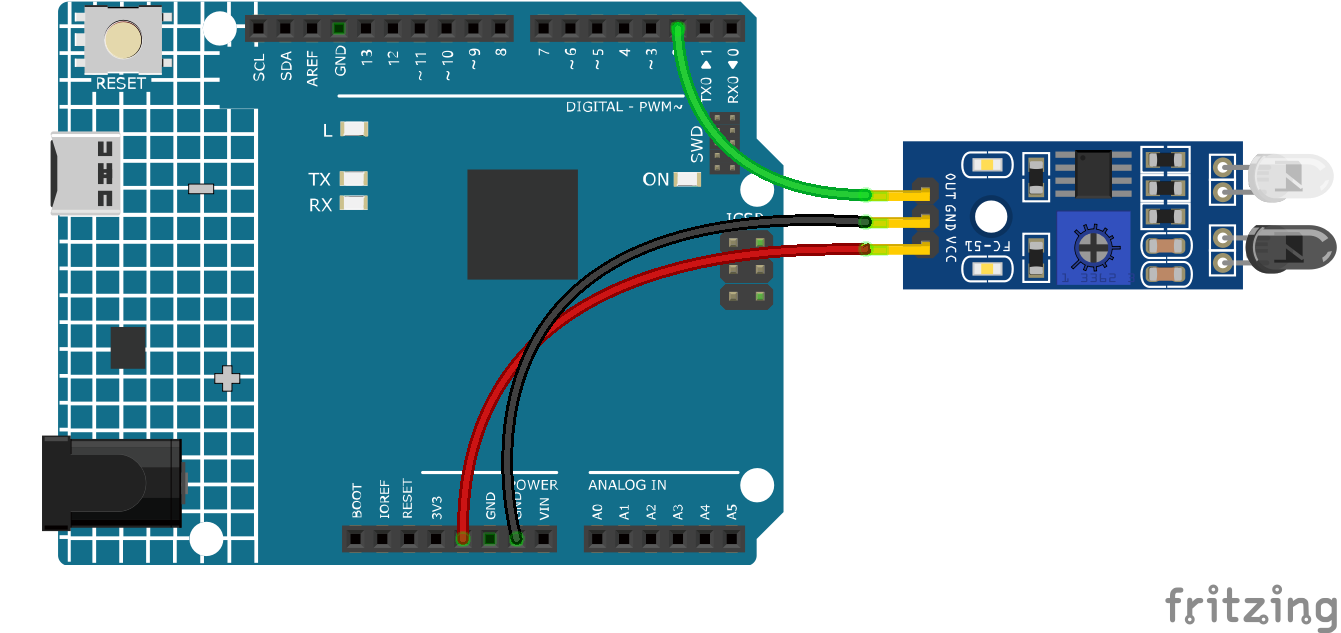 RESET
SCL
SDA
AREF
GND
13
12
~11
~10
~9
8
7
~6
~5
4
~3
TX0 ▶ 1
RX0 ◀ 0
DIGITAL - PWM~
L
TX
RX
ON
SWD
OUT GND VCC
FC-51
1 3362
BOOT
IOREF
RESET
3V3
GND
GND
VIN
POWER
ANALOG IN
A0
A1
A2
A3
A4
A5
fritzing